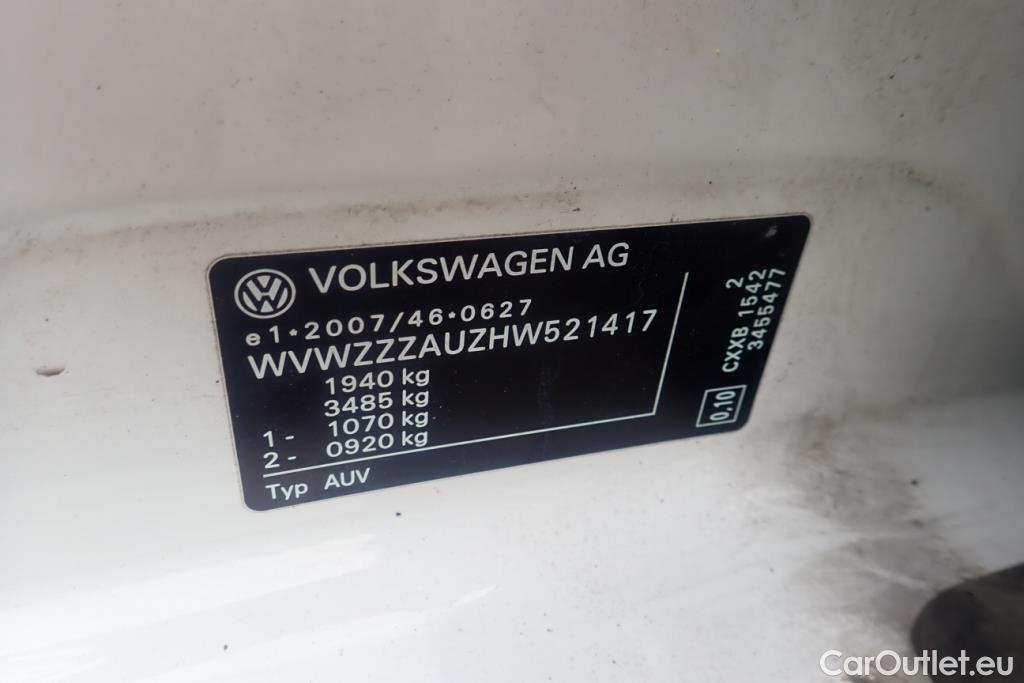 VOLKSWAGEN AG
e1*2007/46*0627
WVWZZZAUZHW521417
1940 kg
3485 kg
1- 1070 kg
2- 0920 kg
Typ AUV
2
0,10 CXXB 1542
3455477
CarOutlet.eu